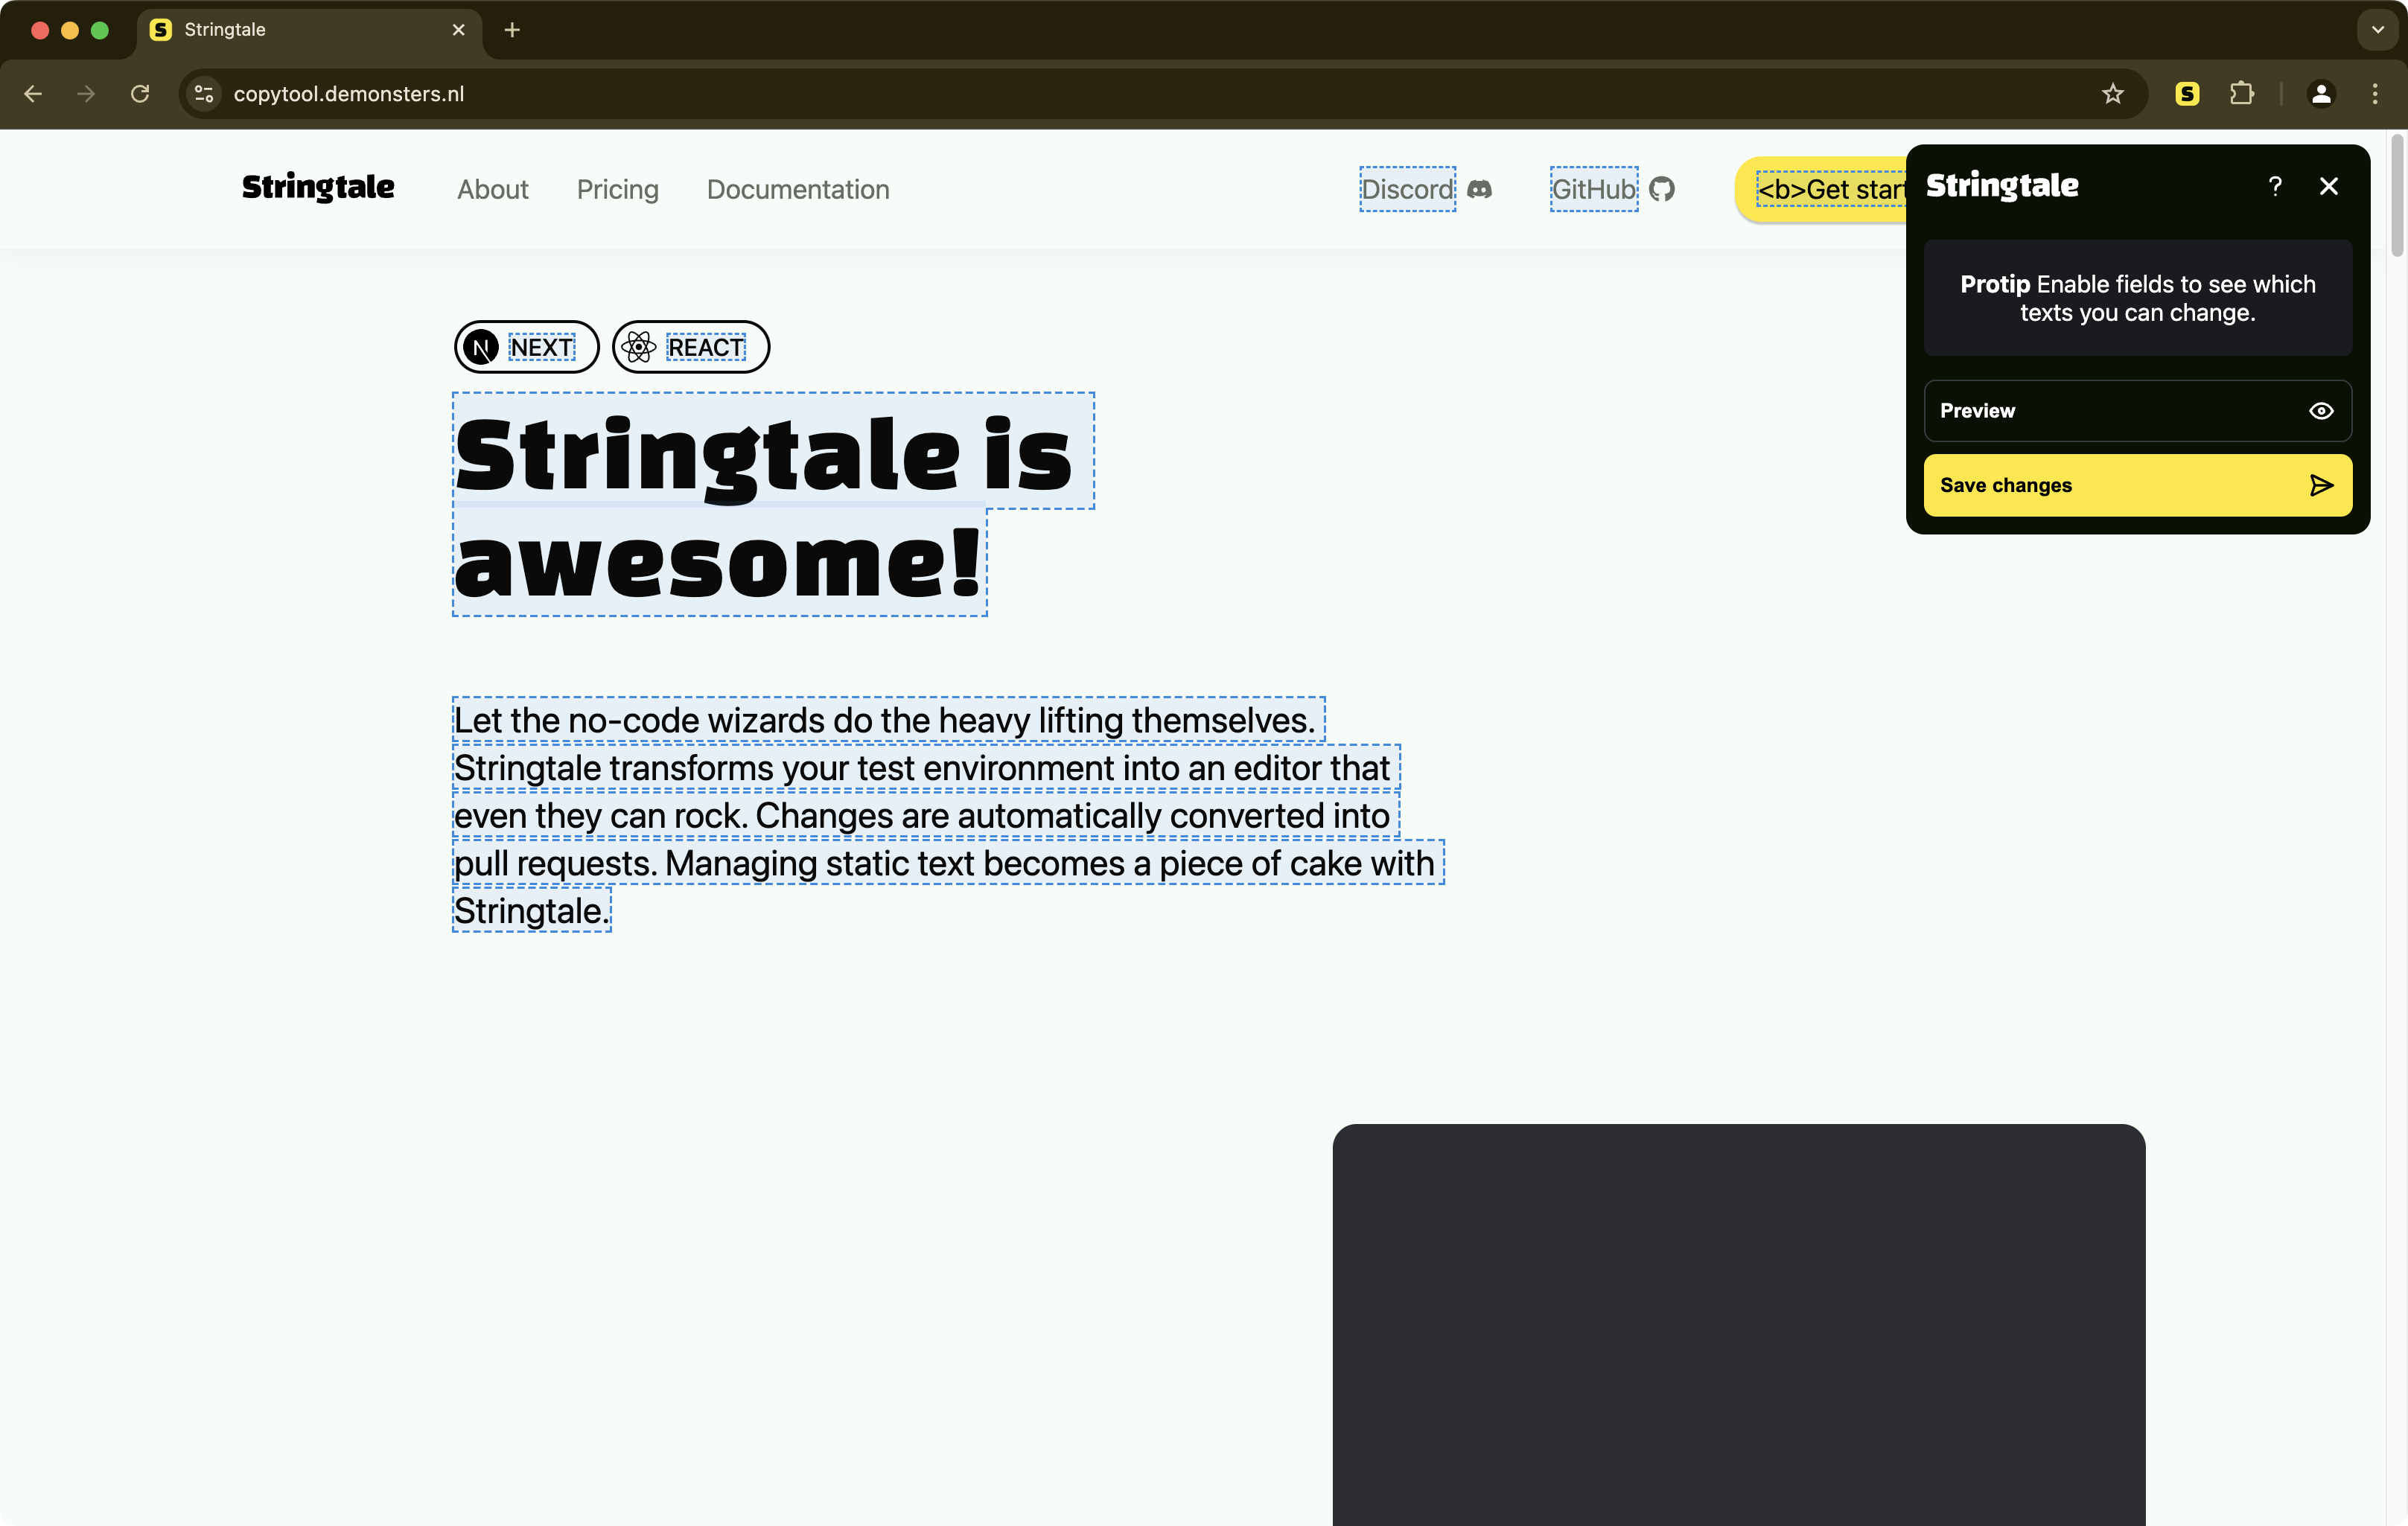 Stringtale
copytool.demonsters.nl
Stringtale About Pricing Documentation Discord GitHub <b>Get start
Stringtale ?
Protip Enable fields to see which
texts you can change.
Preview
Save changes
NEXT REACT
Stringtale is
awesome!
Let the no-code wizards do the heavy lifting themselves.
Stringtale transforms your test environment into an editor that
even they can rock. Changes are automatically converted into
pull requests. Managing static text becomes a piece of cake with
Stringtale.